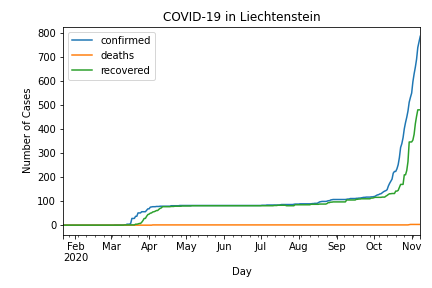 COVID-19 in Liechtenstein
confirmed
deaths
recovered
Number of Cases
800
700
600
500
400
300
200
100
0
Feb Mar Apr May Jun Jul Aug Sep Oct Nov
2020
Day